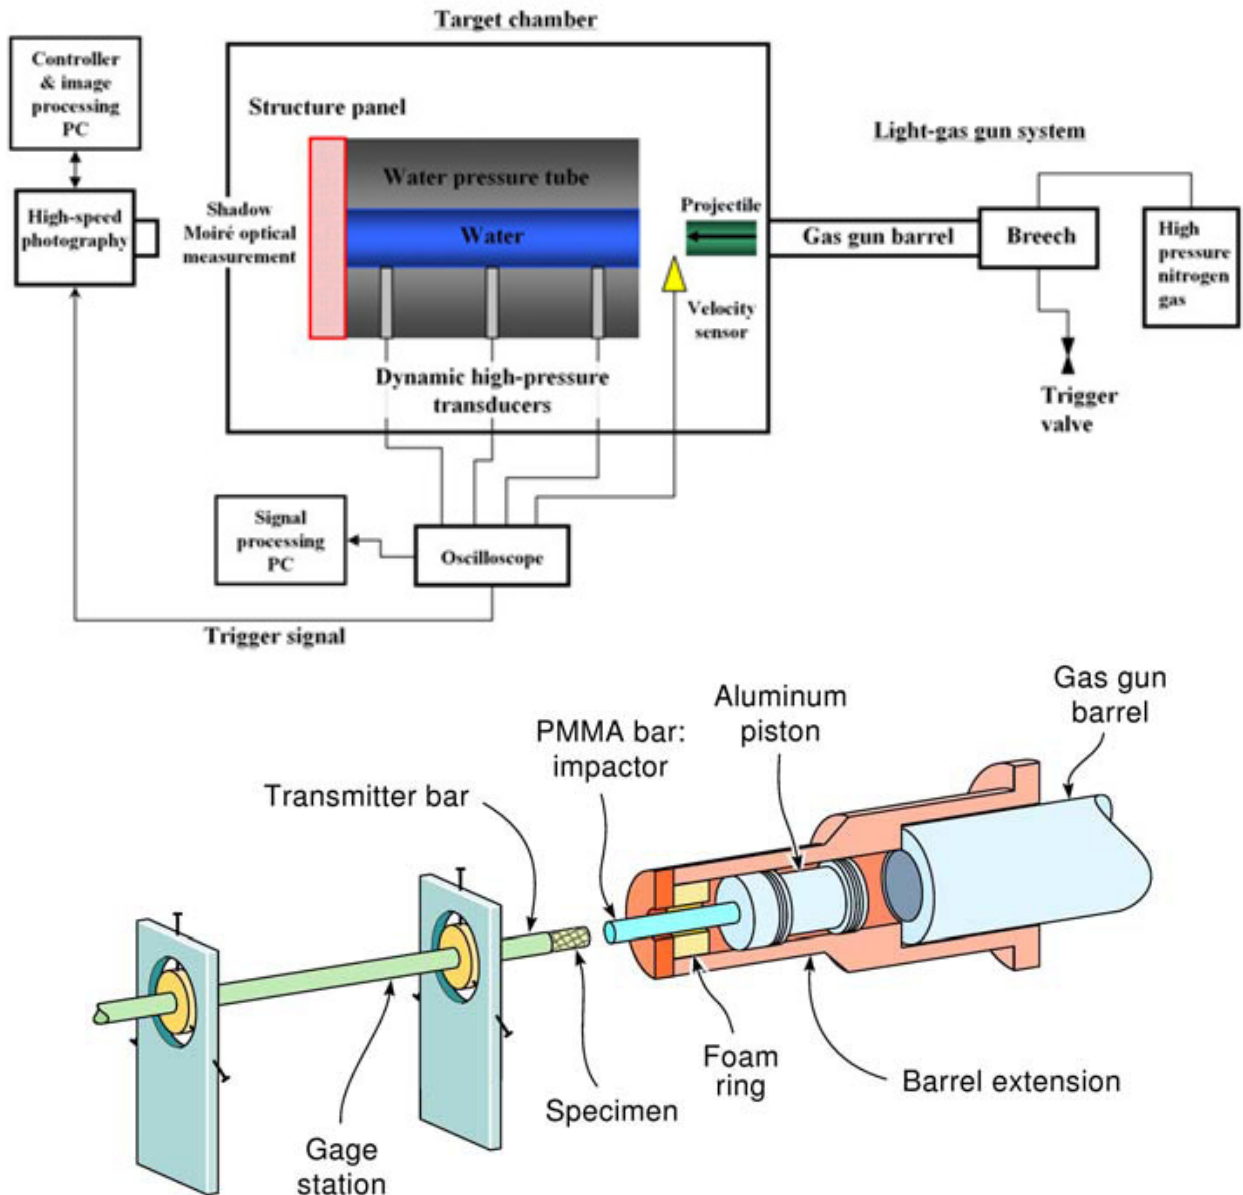 Target chamber
Controller
& image
processing
PC
Structure panel
Light-gas gun system
Water pressure tube
High-speed
photography
Shadow
Moiré optical
measurement
Water
Projectile
Gas gun barrel
Breech
High
pressure
nitrogen
gas
Velocity
sensor
Dynamic high-pressure
transducers
Trigger
valve
Signal
processing
PC
Oscilloscope
Trigger signal
Gas gun
barrel
Aluminum
piston
PMMA bar:
impactor
Transmitter bar
Foam
ring
Barrel extension
Specimen
Gage
station